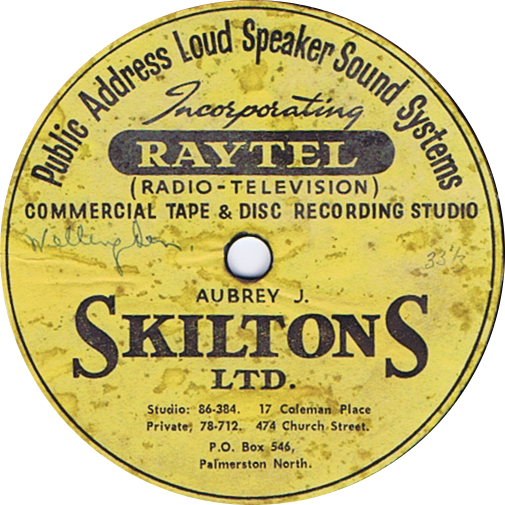 Public Address Loud Speaker Sound Systems
Incorporating
RAYTEL
(RADIO-TELEVISION)
COMMERCIAL TAPE & DISC RECORDING STUDIO
Wellington.
33⅓
AUBREY J.
SKILTONS
LTD.
Studio: 86-384. 17 Coleman Place
Private, 78-712. 474 Church Street.
P.O. Box 546,
Palmerston North.